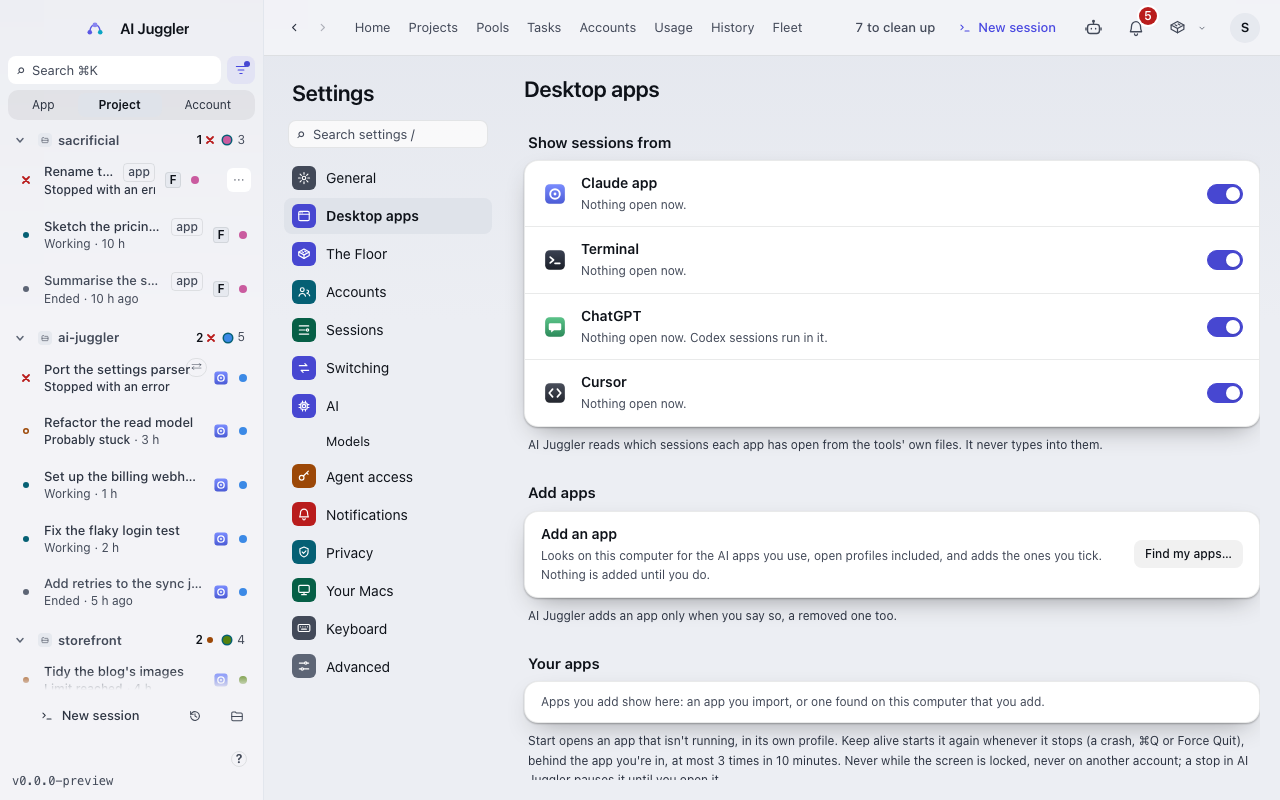 AI Juggler
Search ⌘K
App Project Account
sacrificial 1 3
Rename t... app F
Stopped with an err
Sketch the pricin... app F
Working · 10 h
Summarise the s... app F
Ended · 10 h ago
ai-juggler 2 5
Port the settings parser
Stopped with an error
Refactor the read model
Probably stuck · 3 h
Set up the billing webh...
Working · 1 h
Fix the flaky login test
Working · 2 h
Add retries to the sync j...
Ended · 5 h ago
storefront 2 4
Tidy the blog's images
Limit reached · 4 h
New session
?
v0.0.0-preview
Home Projects Pools Tasks Accounts Usage History Fleet 7 to clean up New session 5 S
Settings
Search settings /
General
Desktop apps
The Floor
Accounts
Sessions
Switching
AI
Models
Agent access
Notifications
Privacy
Your Macs
Keyboard
Advanced
Desktop apps
Show sessions from
Claude app
Nothing open now.
Terminal
Nothing open now.
ChatGPT
Nothing open now. Codex sessions run in it.
Cursor
Nothing open now.
AI Juggler reads which sessions each app has open from the tools' own files. It never types into them.
Add apps
Add an app
Looks on this computer for the AI apps you use, open profiles included, and adds the ones you tick.
Nothing is added until you do.
Find my apps...
AI Juggler adds an app only when you say so, a removed one too.
Your apps
Apps you add show here: an app you import, or one found on this computer that you add.
Start opens an app that isn't running, in its own profile. Keep alive starts it again whenever it stops (a crash, ⌘Q or Force Quit),
behind the app you're in, at most 3 times in 10 minutes. Never while the screen is locked, never on another account; a stop in AI
Juggler pauses it until you open it.